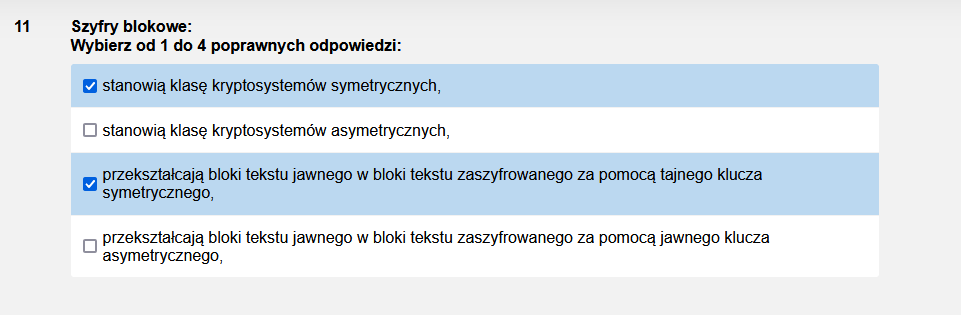 11 Szyfry blokowe:
Wybierz od 1 do 4 poprawnych odpowiedzi:
stanowią klasę kryptosystemów symetrycznych,
stanowią klasę kryptosystemów asymetrycznych,
przekształcają bloki tekstu jawnego w bloki tekstu zaszyfrowanego za pomocą tajnego klucza
symetrycznego,
przekształcają bloki tekstu jawnego w bloki tekstu zaszyfrowanego za pomocą jawnego klucza
asymetrycznego,